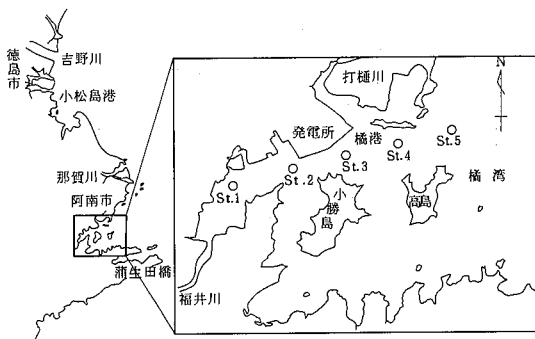 徳島市
吉野川
小松島港
那賀川
阿南市
蒲生田橋
打樋川
N
発電所
橘港
St.5
St.4
St.3
St.2
St.1
小勝島
高島
橘湾
福井川